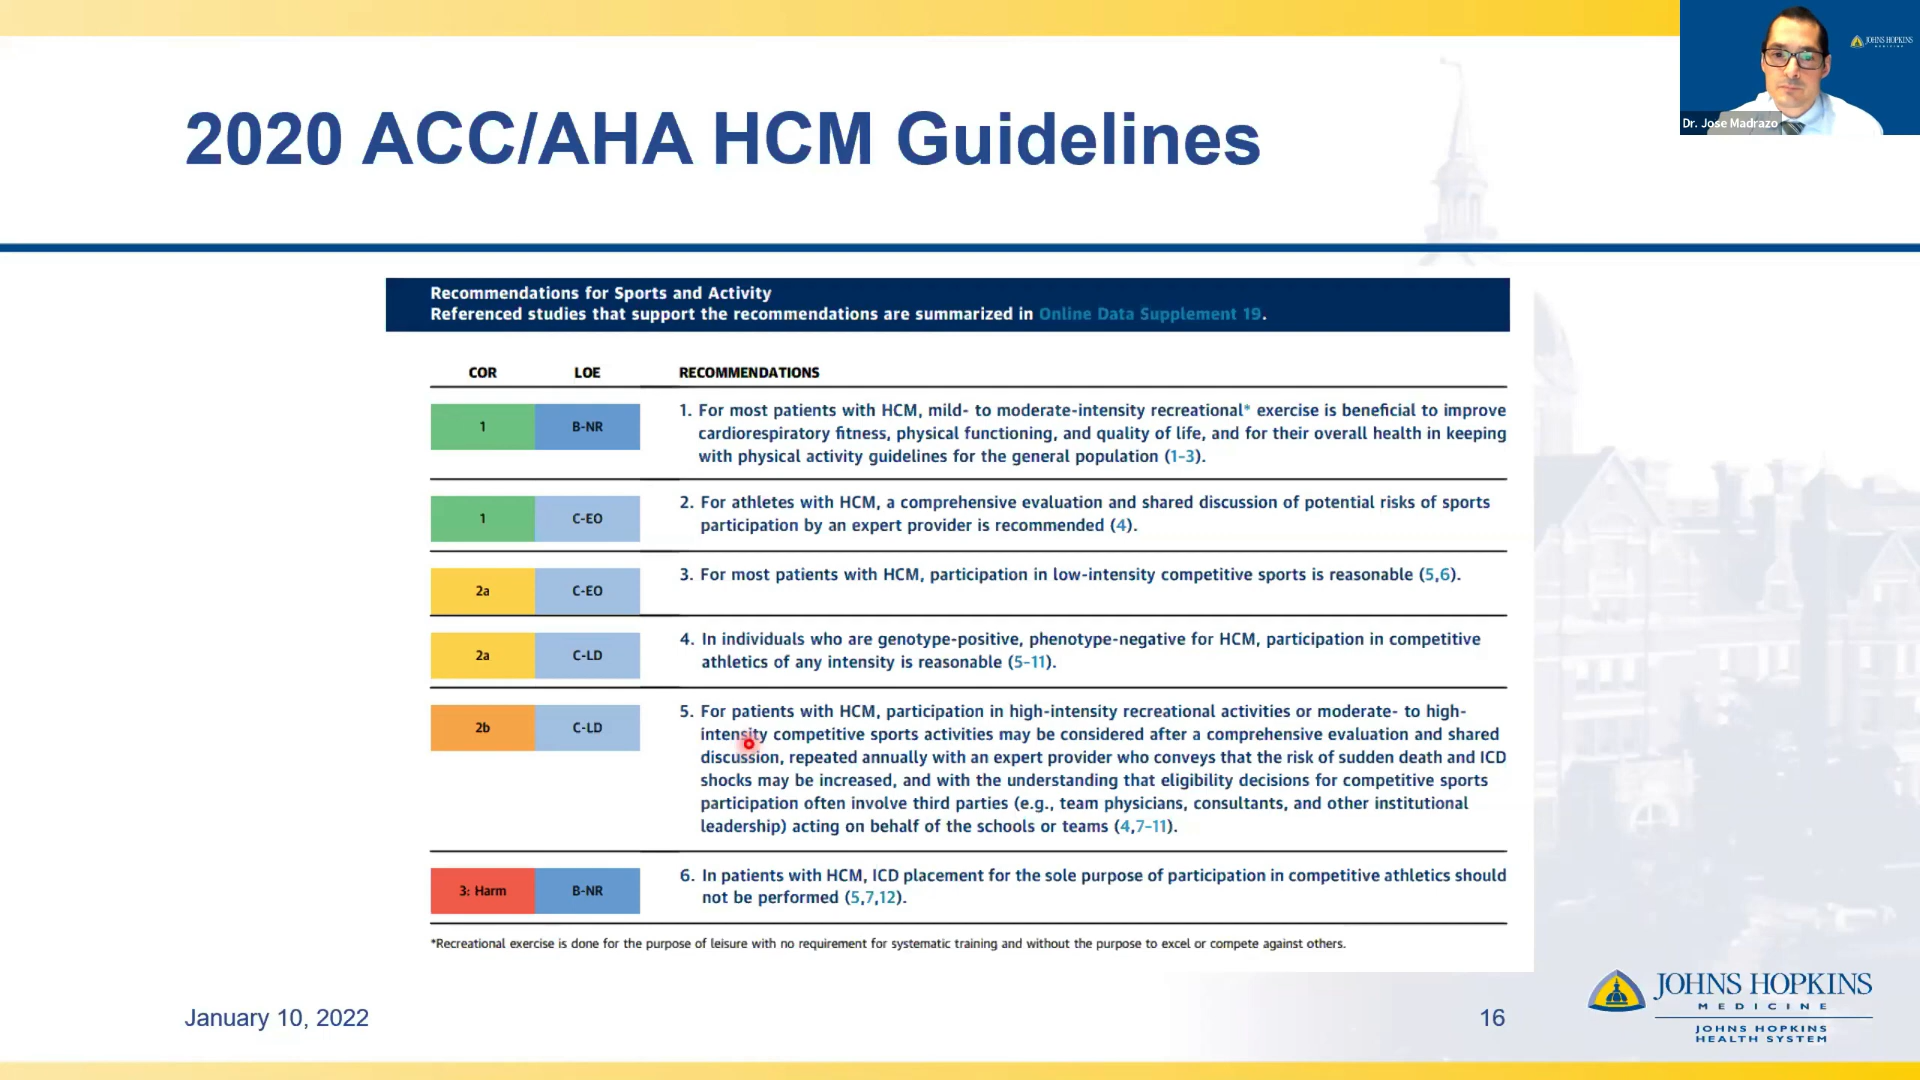 JOHNS HOPKINS
MEDICINE
Dr. Jose Madrazo
2020 ACC/AHA HCM Guidelines
Recommendations for Sports and Activity
Referenced studies that support the recommendations are summarized in Online Data Supplement 19.
COR LOE RECOMMENDATIONS
1 B-NR 1. For most patients with HCM, mild- to moderate-intensity recreational* exercise is beneficial to improve
cardiorespiratory fitness, physical functioning, and quality of life, and for their overall health in keeping
with physical activity guidelines for the general population (1-3).
1 C-EO 2. For athletes with HCM, a comprehensive evaluation and shared discussion of potential risks of sports
participation by an expert provider is recommended (4).
2a C-EO 3. For most patients with HCM, participation in low-intensity competitive sports is reasonable (5,6).
2a C-LD 4. In individuals who are genotype-positive, phenotype-negative for HCM, participation in competitive
athletics of any intensity is reasonable (5-11).
2b C-LD 5. For patients with HCM, participation in high-intensity recreational activities or moderate- to high-
intensity competitive sports activities may be considered after a comprehensive evaluation and shared
discussion, repeated annually with an expert provider who conveys that the risk of sudden death and ICD
shocks may be increased, and with the understanding that eligibility decisions for competitive sports
participation often involve third parties (e.g., team physicians, consultants, and other institutional
leadership) acting on behalf of the schools or teams (4,7-11).
3: Harm B-NR 6. In patients with HCM, ICD placement for the sole purpose of participation in competitive athletics should
not be performed (5,7,12).
*Recreational exercise is done for the purpose of leisure with no requirement for systematic training and without the purpose to excel or compete against others.
January 10, 2022
16
JOHNS HOPKINS
MEDICINE
JOHNS HOPKINS
HEALTH SYSTEM